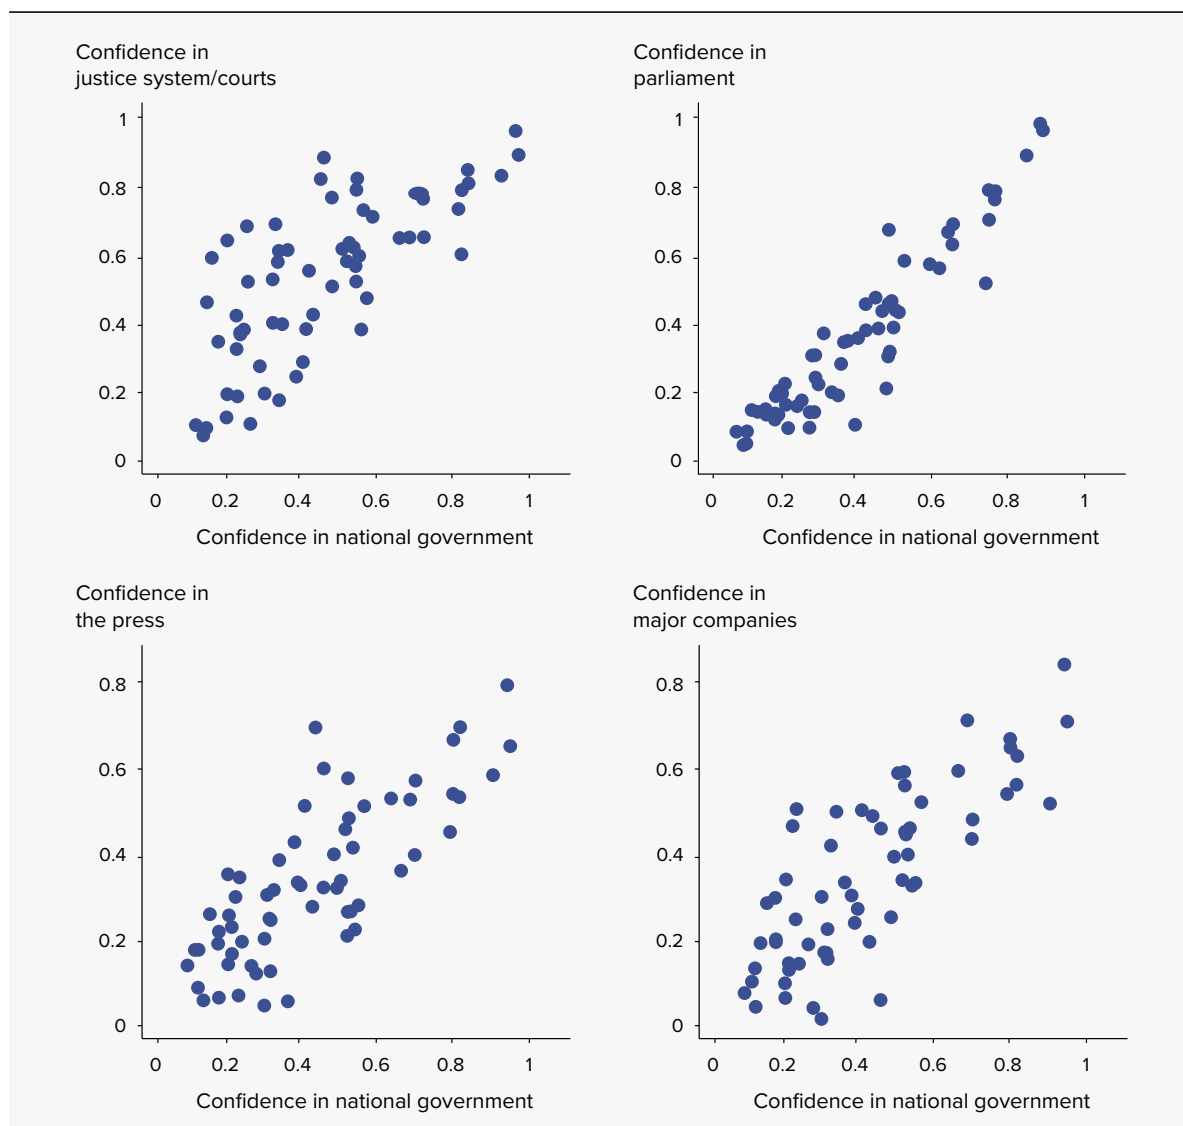 Confidence in
justice system/courts
1
0.8
0.6
0.4
0.2
0
0 0.2 0.4 0.6 0.8 1
Confidence in national government
Confidence in
parliament
1
0.8
0.6
0.4
0.2
0
0 0.2 0.4 0.6 0.8 1
Confidence in national government
Confidence in
the press
0.8
0.6
0.4
0.2
0
0 0.2 0.4 0.6 0.8 1
Confidence in national government
Confidence in
major companies
0.8
0.6
0.4
0.2
0
0 0.2 0.4 0.6 0.8 1
Confidence in national government